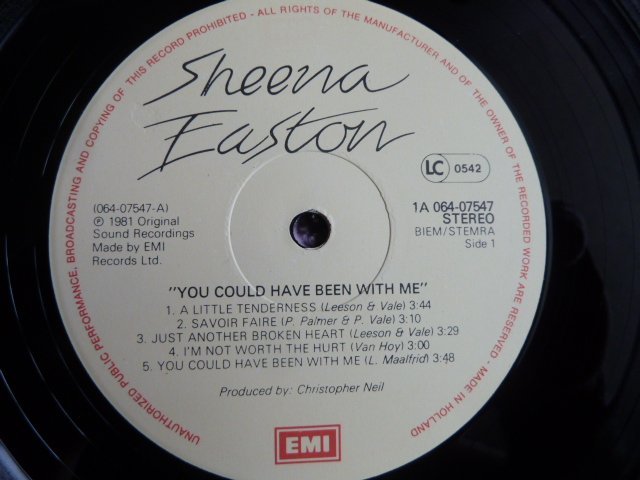 UNAUTHORIZED PUBLIC PERFORMANCE, BROADCASTING AND COPYING OF THIS RECORD PROHIBITED - ALL RIGHTS OF THE MANUFACTURER AND OF THE OWNER OF THE RECORDED WORK ARE RESERVED - MADE IN HOLLAND
Sheena
Easton
LC 0542
(064-07547-A)
℗ 1981 Original
Sound Recordings
Made by EMI
Records Ltd.
1A 064-07547
STEREO
BIEM/STEMRA
Side 1
"YOU COULD HAVE BEEN WITH ME"
1. A LITTLE TENDERNESS (Leeson & Vale) 3:44
2. SAVOIR FAIRE (P. Palmer & P. Vale) 3:10
3. JUST ANOTHER BROKEN HEART (Leeson & Vale) 3:29
4. I'M NOT WORTH THE HURT (Van Hoy) 3:00
5. YOU COULD HAVE BEEN WITH ME (L. Maalfrid) 3:48
Produced by: Christopher Neil
EMI